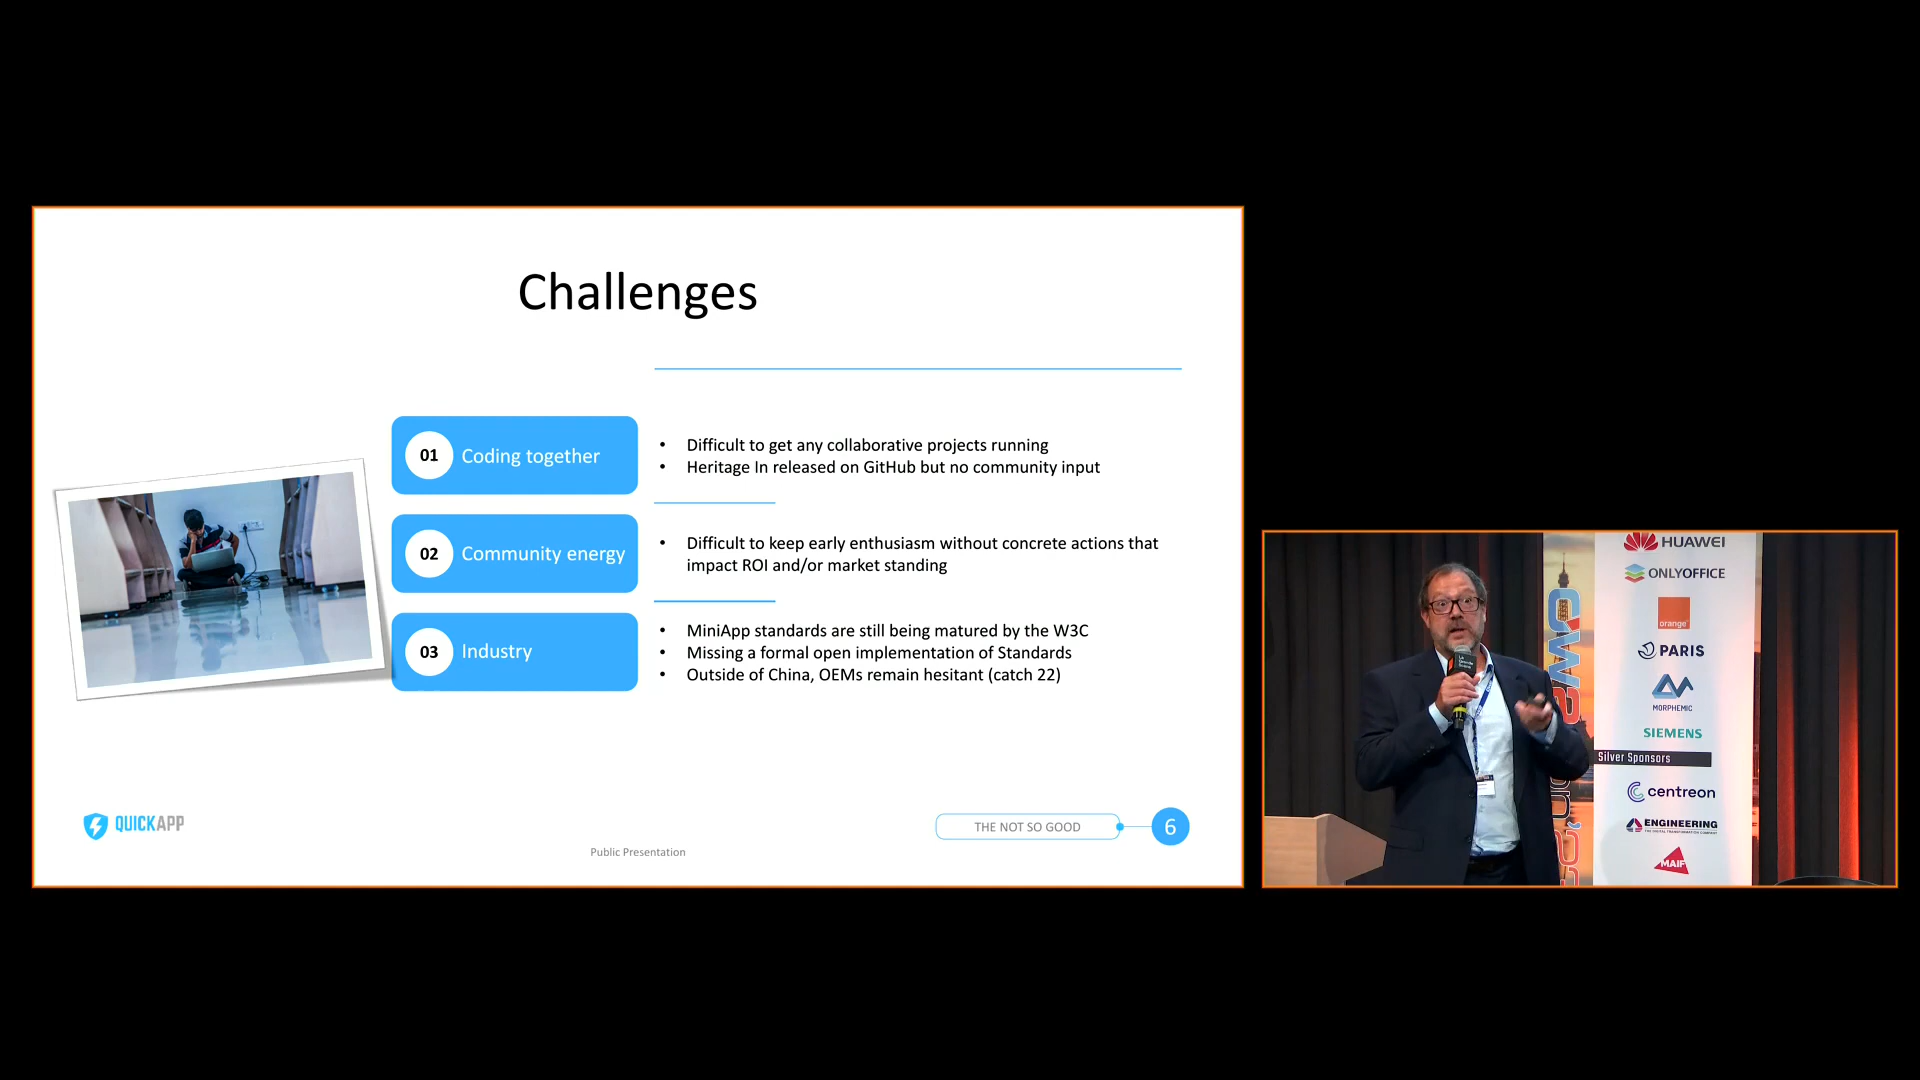 Challenges
01 Coding together
• Difficult to get any collaborative projects running
• Heritage In released on GitHub but no community input
02 Community energy
• Difficult to keep early enthusiasm without concrete actions that
impact ROI and/or market standing
03 Industry
• MiniApp standards are still being matured by the W3C
• Missing a formal open implementation of Standards
• Outside of China, OEMs remain hesitant (catch 22)
QUICKAPP
THE NOT SO GOOD
6
Public Presentation
HUAWEI
ONLYOFFICE
orange
PARIS
MORPHEMIC
SIEMENS
Silver Sponsors
centreon
ENGINEERING
MAIF